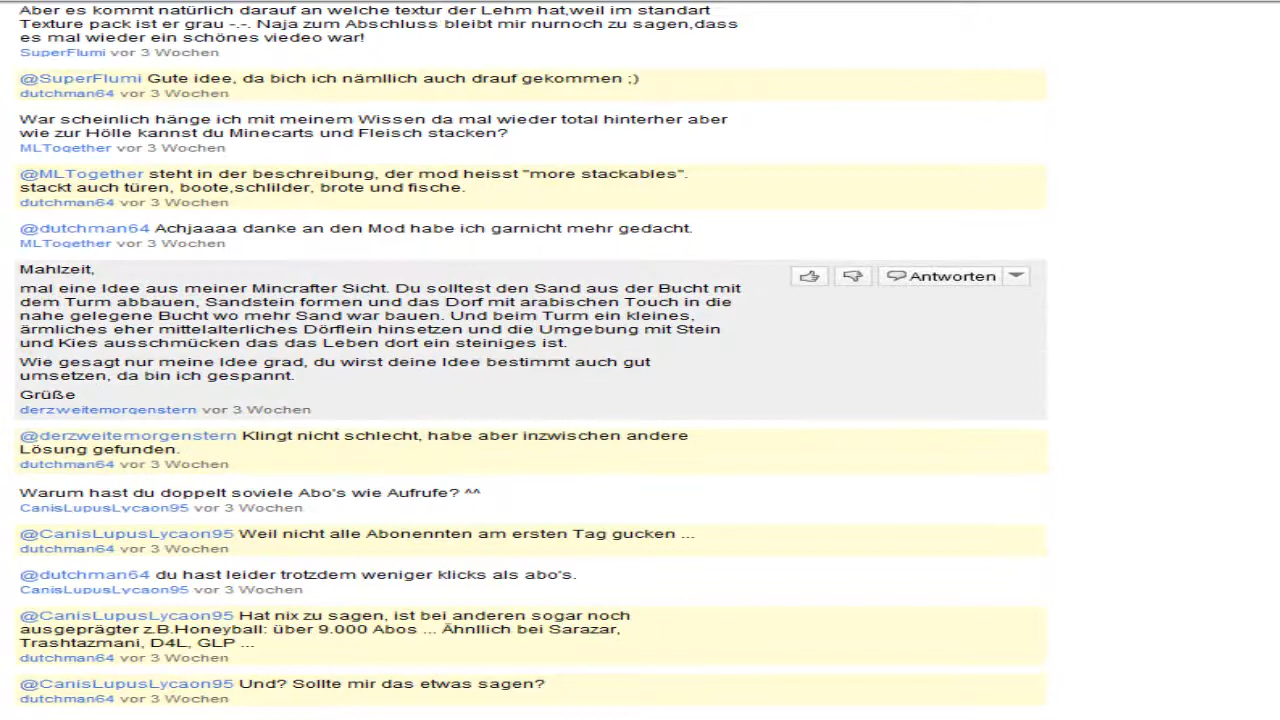 Aber es kommt natürlich darauf an welche textur der Lehm hat,weil im standart
Texture pack ist er grau -.-. Naja zum Abschluss bleibt mir nurnoch zu sagen,dass
es mal wieder ein schönes viedeo war!
SuperFlumi vor 3 Wochen
@SuperFlumi Gute idee, da bich ich nämllich auch drauf gekommen ;)
dutchman64 vor 3 Wochen
War scheinlich hänge ich mit meinem Wissen da mal wieder total hinterher aber
wie zur Hölle kannst du Minecarts und Fleisch stacken?
MLTogether vor 3 Wochen
@MLTogether steht in der beschreibung, der mod heisst "more stackables".
stackt auch türen, boote,schlilder, brote und fische.
dutchman64 vor 3 Wochen
@dutchman64 Achjaaaa danke an den Mod habe ich garnicht mehr gedacht.
MLTogether vor 3 Wochen
Mahlzeit,
Antworten
mal eine Idee aus meiner Mincrafter Sicht. Du solltest den Sand aus der Bucht mit
dem Turm abbauen, Sandstein formen und das Dorf mit arabischen Touch in die
nahe gelegene Bucht wo mehr Sand war bauen. Und beim Turm ein kleines,
ärmliches eher mittelalterliches Dörflein hinsetzen und die Umgebung mit Stein
und Kies ausschmücken das das Leben dort ein steiniges ist.
Wie gesagt nur meine Idee grad, du wirst deine Idee bestimmt auch gut
umsetzen, da bin ich gespannt.
Grüße
derzweitemorgenstern vor 3 Wochen
@derzweitemorgenstern Klingt nicht schlecht, habe aber inzwischen andere
Lösung gefunden.
dutchman64 vor 3 Wochen
Warum hast du doppelt soviele Abo's wie Aufrufe? ^^
CanisLupusLycaon95 vor 3 Wochen
@CanisLupusLycaon95 Weil nicht alle Abonennten am ersten Tag gucken ...
dutchman64 vor 3 Wochen
@dutchman64 du hast leider trotzdem weniger klicks als abo's.
CanisLupusLycaon95 vor 3 Wochen
@CanisLupusLycaon95 Hat nix zu sagen, ist bei anderen sogar noch
ausgeprägter z.B.Honeyball: über 9.000 Abos ... Ähnllich bei Sarazar,
Trashtazmani, D4L, GLP ...
dutchman64 vor 3 Wochen
@CanisLupusLycaon95 Und? Sollte mir das etwas sagen?
dutchman64 vor 3 Wochen